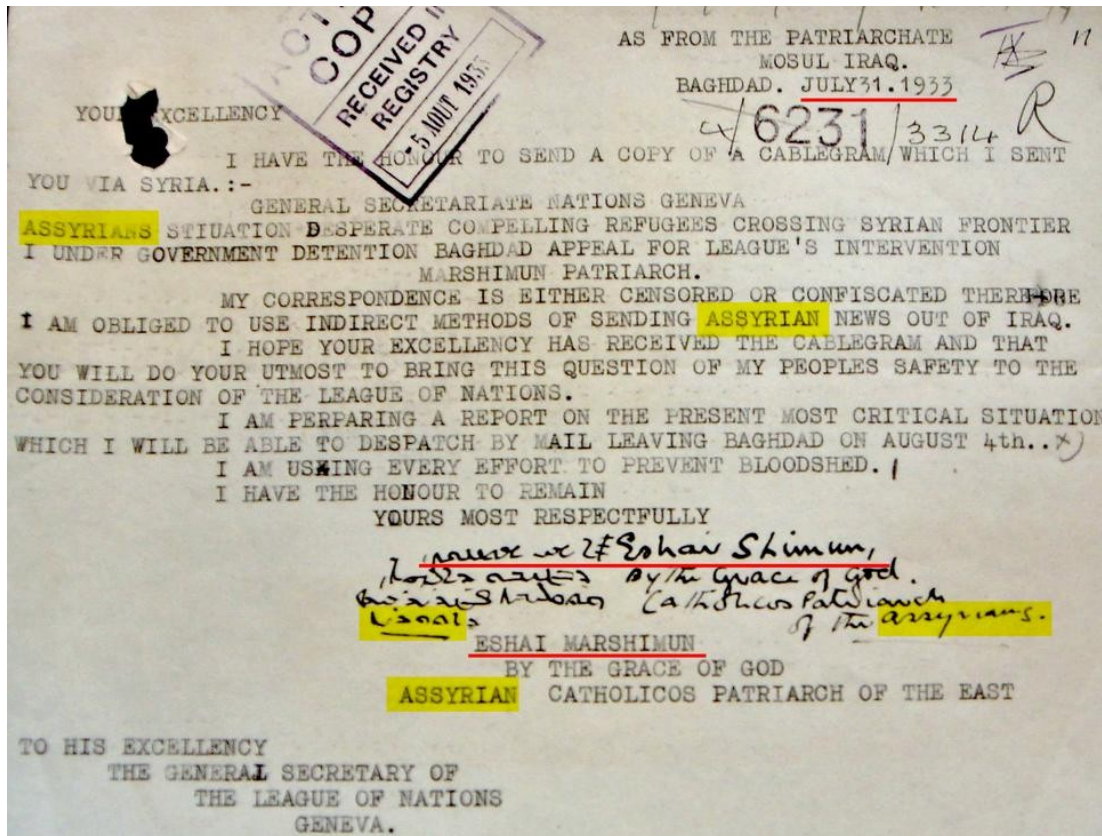 AS FROM THE PATRIARCHATE
MOSUL IRAQ.
BAGHDAD. JULY31.1933
COPY
RECEIVED IN
REGISTRY
-5 AOUT 1933
R
4/6231/3314
YOUR EXCELLENCY
I HAVE THE HONOUR TO SEND A COPY OF A CABLEGRAM/WHICH I SENT
YOU VIA SYRIA.:-
GENERAL SECRETARIATE NATIONS GENEVA
ASSYRIANS STIUATION DESPERATE COMPELLING REFUGEES CROSSING SYRIAN FRONTIER
I UNDER GOVERNMENT DETENTION BAGHDAD APPEAL FOR LEAGUE'S INTERVENTION
MARSHIMUN PATRIARCH.
MY CORRESPONDENCE IS EITHER CENSORED OR CONFISCATED THEREFORE
I AM OBLIGED TO USE INDIRECT METHODS OF SENDING ASSYRIAN NEWS OUT OF IRAQ.
I HOPE YOUR EXCELLENCY HAS RECEIVED THE CABLEGRAM AND THAT
YOU WILL DO YOUR UTMOST TO BRING THIS QUESTION OF MY PEOPLES SAFETY TO THE
CONSIDERATION OF THE LEAGUE OF NATIONS.
I AM PERPARING A REPORT ON THE PRESENT MOST CRITICAL SITUATION
WHICH I WILL BE ABLE TO DESPATCH BY MAIL LEAVING BAGHDAD ON AUGUST 4th..x)
I AM USING EVERY EFFORT TO PREVENT BLOODSHED.
I HAVE THE HONOUR TO REMAIN
YOURS MOST RESPECTFULLY
Eshai Shimun,
By the Grace of God.
Catholicos Patriarch
of the Assyrians.
ESHAI MARSHIMUN
BY THE GRACE OF GOD
ASSYRIAN CATHOLICOS PATRIARCH OF THE EAST
TO HIS EXCELLENCY
THE GENERAL SECRETARY OF
THE LEAGUE OF NATIONS
GENEVA.